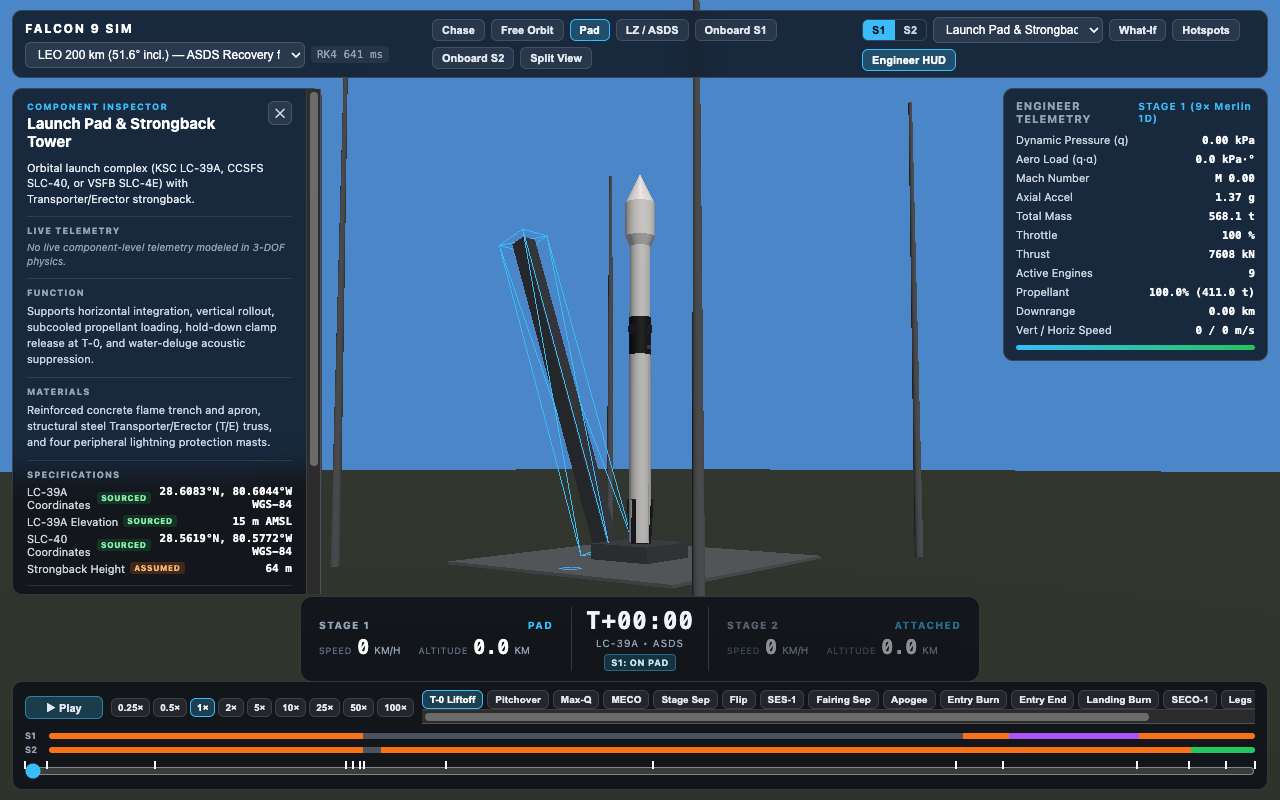 FALCON 9 SIM
LEO 200 km (51.6° incl.) — ASDS Recovery f
RK4 641 ms
Chase
Free Orbit
Pad
LZ / ASDS
Onboard S1
Onboard S2
Split View
S1
S2
Launch Pad & Strongbac
What-If
Hotspots
Engineer HUD
COMPONENT INSPECTOR
Launch Pad & Strongback
Tower
Orbital launch complex (KSC LC-39A, CCSFS
SLC-40, or VSFB SLC-4E) with
Transporter/Erector strongback.
LIVE TELEMETRY
No live component-level telemetry modeled in 3-DOF
physics.
FUNCTION
Supports horizontal integration, vertical rollout,
subcooled propellant loading, hold-down clamp
release at T-0, and water-deluge acoustic
suppression.
MATERIALS
Reinforced concrete flame trench and apron,
structural steel Transporter/Erector (T/E) truss,
and four peripheral lightning protection masts.
SPECIFICATIONS
LC-39A Coordinates SOURCED 28.6083°N, 80.6044°W WGS-84
LC-39A Elevation SOURCED 15 m AMSL
SLC-40 Coordinates SOURCED 28.5619°N, 80.5772°W WGS-84
Strongback Height ASSUMED 64 m
ENGINEER TELEMETRY
STAGE 1 (9× Merlin 1D)
Dynamic Pressure (q) 0.00 kPa
Aero Load (q·α) 0.0 kPa·°
Mach Number M 0.00
Axial Accel 1.37 g
Total Mass 568.1 t
Throttle 100 %
Thrust 7608 kN
Active Engines 9
Propellant 100.0% (411.0 t)
Downrange 0.00 km
Vert / Horiz Speed 0 / 0 m/s
STAGE 1 PAD
SPEED 0 KM/H ALTITUDE 0.0 KM
T+00:00
LC-39A • ASDS
S1: ON PAD
STAGE 2 ATTACHED
SPEED 0 KM/H ALTITUDE 0.0 KM
Play
0.25×
0.5×
1×
2×
5×
10×
25×
50×
100×
T-0 Liftoff
Pitchover
Max-Q
MECO
Stage Sep
Flip
SES-1
Fairing Sep
Apogee
Entry Burn
Entry End
Landing Burn
SECO-1
Legs
S1
S2